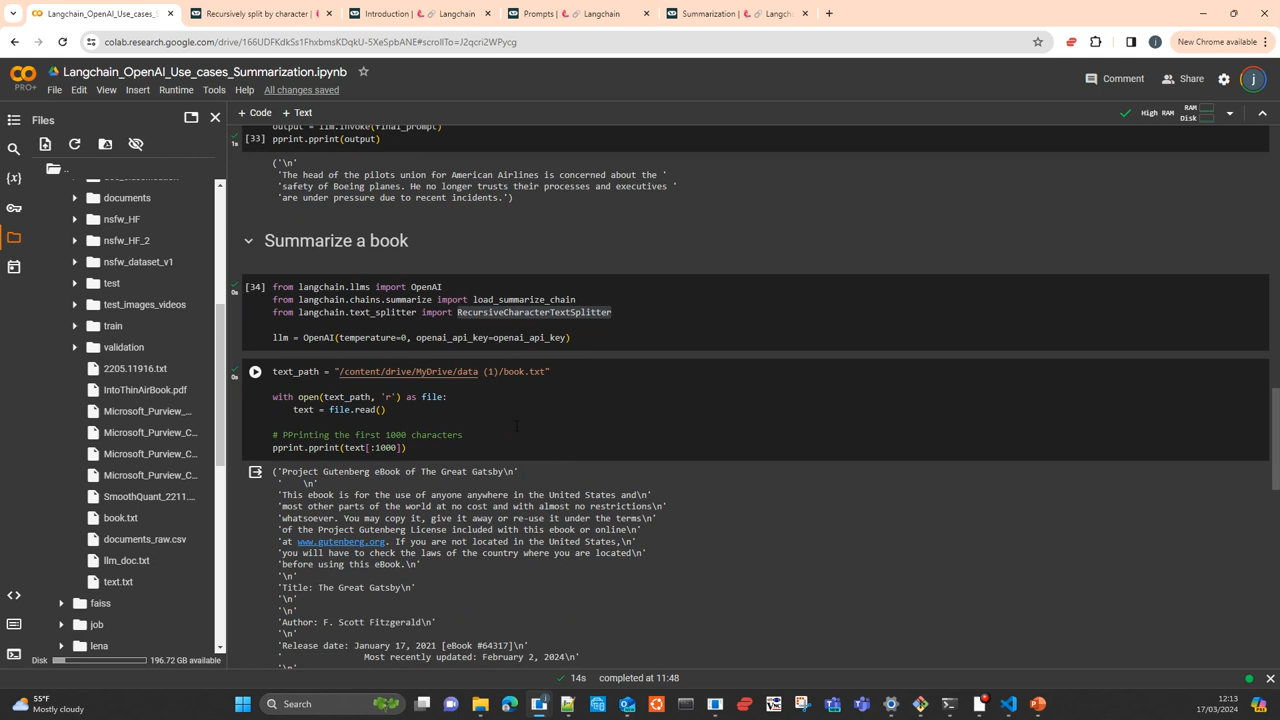 Langchain_OpenAI_Use_cases_S
Recursively split by character |
Introduction | Langchain
Prompts | Langchain
Summarization | Langch
colab.research.google.com/drive/166UDFKdkSs1FhxbmsKDqkU-5XeSpbANE#scrollTo=J2qcri2WPycg
New Chrome available
Langchain_OpenAI_Use_cases_Summarization.ipynb
PRO+
File Edit View Insert Runtime Tools Help All changes saved
Comment Share
+ Code + Text
High RAM RAM Disk
Files
..
documents
nsfw_HF
nsfw_HF_2
nsfw_dataset_v1
test
test_images_videos
train
validation
2205.11916.txt
IntoThinAirBook.pdf
Microsoft_Purview_...
Microsoft_Purview_C...
Microsoft_Purview_C...
Microsoft_Purview_C...
SmoothQuant_2211....
book.txt
documents_raw.csv
llm_doc.txt
text.txt
faiss
job
lena
Disk 196.72 GB available
output = llm.invoke(final_prompt)
1s [33] pprint.pprint(output)
('\n'
'The head of the pilots union for American Airlines is concerned about the '
'safety of Boeing planes. He no longer trusts their processes and executives '
'are under pressure due to recent incidents.')
Summarize a book
0s [34] from langchain.llms import OpenAI
from langchain.chains.summarize import load_summarize_chain
from langchain.text_splitter import RecursiveCharacterTextSplitter
llm = OpenAI(temperature=0, openai_api_key=openai_api_key)
0s text_path = "/content/drive/MyDrive/data (1)/book.txt"
with open(text_path, 'r') as file:
text = file.read()
# PPrinting the first 1000 characters
pprint.pprint(text[:1000])
('Project Gutenberg eBook of The Great Gatsby\n'
' \n'
'This ebook is for the use of anyone anywhere in the United States and\n'
'most other parts of the world at no cost and with almost no restrictions\n'
'whatsoever. You may copy it, give it away or re-use it under the terms\n'
'of the Project Gutenberg License included with this ebook or online\n'
'at www.gutenberg.org. If you are not located in the United States,\n'
'you will have to check the laws of the country where you are located\n'
'before using this eBook.\n'
'\n'
'Title: The Great Gatsby\n'
'\n'
'\n'
'Author: F. Scott Fitzgerald\n'
'\n'
'Release date: January 17, 2021 [eBook #64317]\n'
' Most recently updated: February 2, 2024\n'
'\n'
14s completed at 11:48
55°F
Mostly cloudy
Search
12:13
17/03/2024